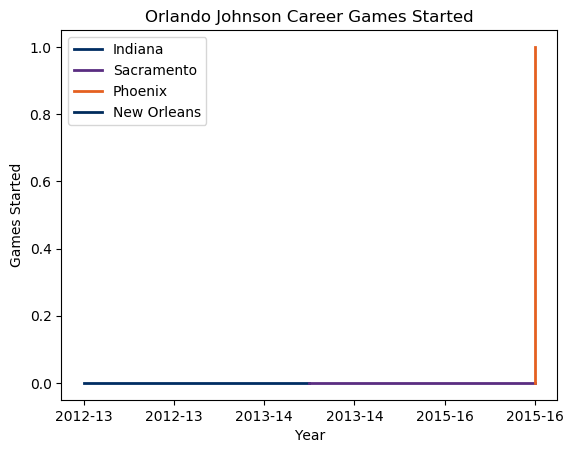 Orlando Johnson Career Games Started
Indiana
Sacramento
Phoenix
New Orleans
1.0
0.8
0.6
0.4
0.2
0.0
Games Started
2012-13 2012-13 2013-14 2013-14 2015-16 2015-16
Year